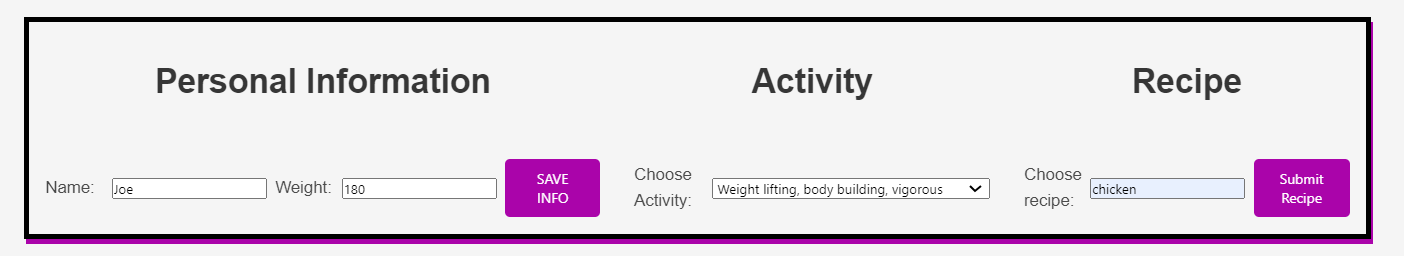 Personal Information
Activity
Recipe
Name:
Joe
Weight:
180
SAVE
INFO
Choose
Activity:
Weight lifting, body building, vigorous
Choose
recipe:
chicken
Submit
Recipe